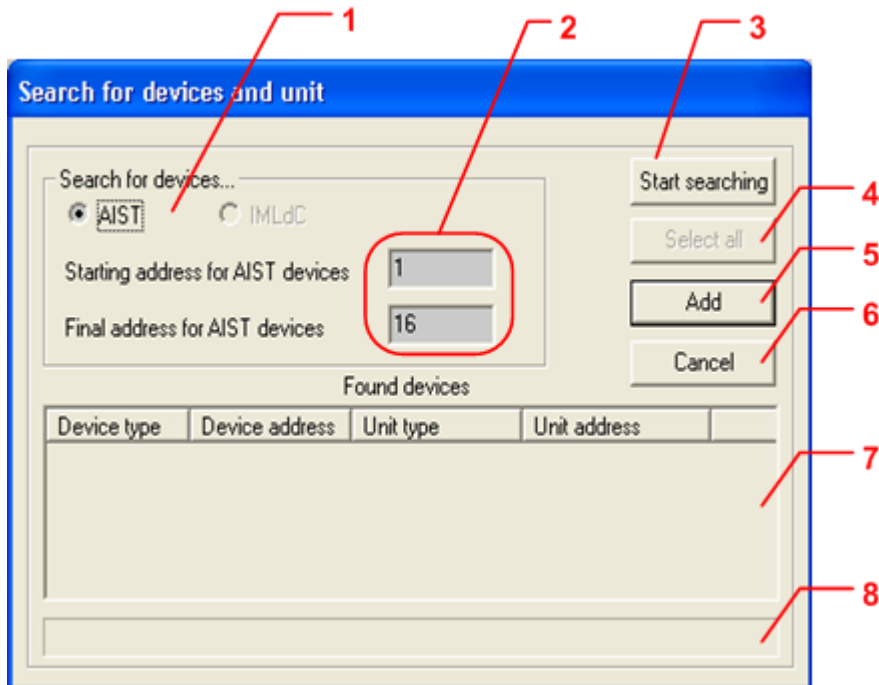 1
2
3
Search for devices and unit
Search for devices...
AIST
IMLdC
Starting address for AIST devices
1
Final address for AIST devices
16
Start searching
Select all
4
Add
5
Cancel
6
Found devices
Device type Device address Unit type Unit address
7
8